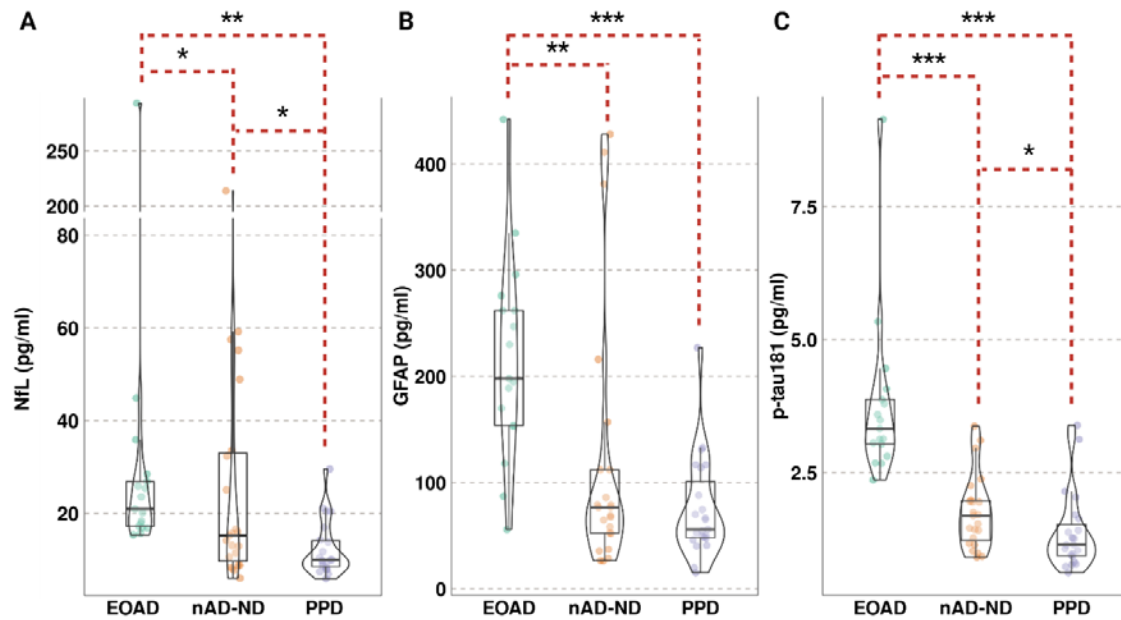 A
**
*
*
NfL (pg/ml)
250
200
80
60
40
20
EOAD nAD-ND PPD
B
***
**
GFAP (pg/ml)
400
300
200
100
0
EOAD nAD-ND PPD
C
***
***
*
p-tau181 (pg/ml)
7.5
5.0
2.5
EOAD nAD-ND PPD